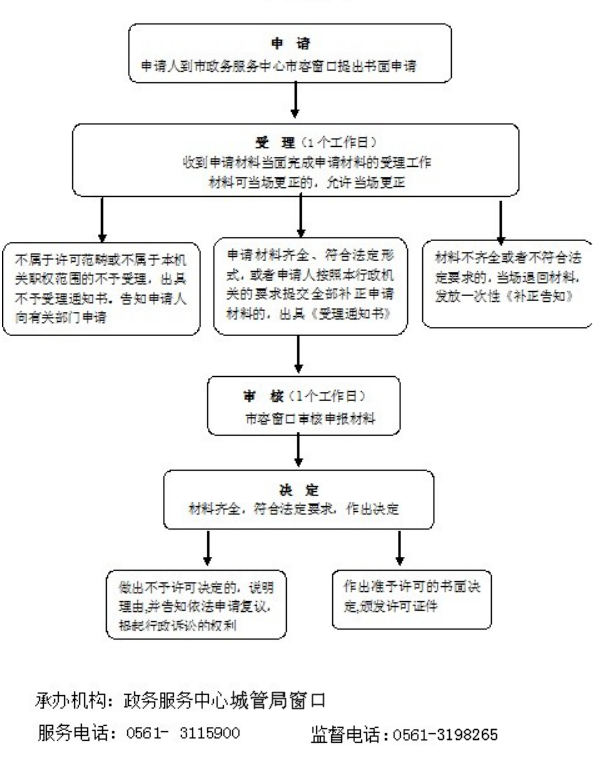 申 请
申请人到市政务服务中心市容窗口提出书面申请
受 理（1个工作日）
收到申请材料当面完成申请材料的受理工作
材料可当场更正的，允许当场更正
不属于许可范畴或不属于本机
关职权范围的不予受理，出具
不予受理通知书。告知申请人
向有关部门申请
申请材料齐全、符合法定形
式，或者申请人按照本行政机
关的要求提交全部补正申请
材料的，出具《受理通知书》
材料不齐全或者不符合法
定要求的，当场退回材料，
发放一次性《补正告知》
审 核（1个工作日）
市容窗口审核申报材料
决 定
材料齐全，符合法定要求，作出决定
做出不予许可决定的，说明
理由,并告知依法申请复议，
提起行政诉讼的权利
作出准予许可的书面决
定,颁发许可证件
承办机构：政务服务中心城管局窗口
服务电话：0561- 3115900
监督电话:0561-3198265